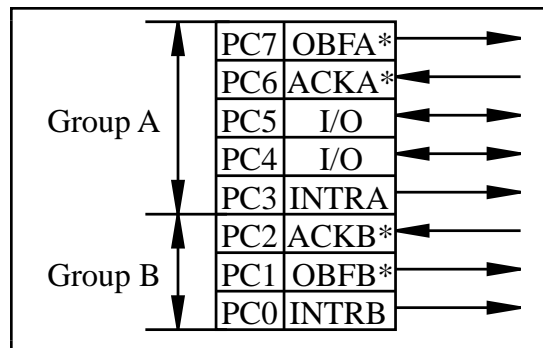 PC7 OBFA*
PC6 ACKA*
Group A PC5 I/O
PC4 I/O
PC3 INTRA
PC2 ACKB*
Group B PC1 OBFB*
PC0 INTRB